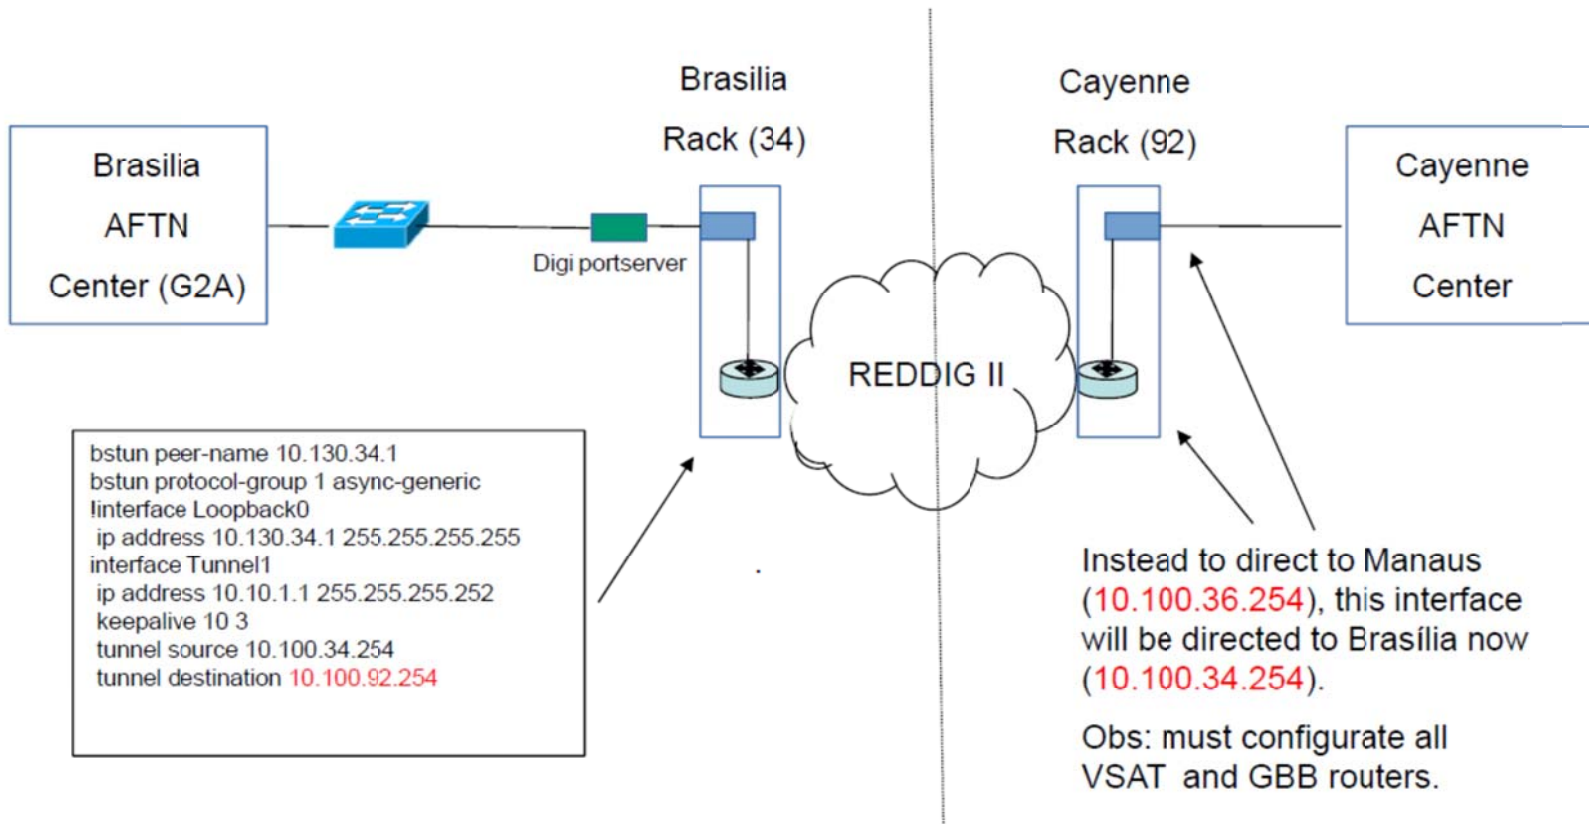 Brasilia
Rack (34)
Cayenne
Rack (92)
Brasilia
AFTN
Center (G2A)
Digi portserver
Cayenne
AFTN
Center
REDDIG II
bstun peer-name 10.130.34.1
bstun protocol-group 1 async-generic
!interface Loopback0
ip address 10.130.34.1 255.255.255.255
interface Tunnel1
ip address 10.10.1.1 255.255.255.252
keepalive 10 3
tunnel source 10.100.34.254
tunnel destination 10.100.92.254
Instead to direct to Manaus
(10.100.36.254), this interface
will be directed to Brasília now
(10.100.34.254).
Obs: must configurate all
VSAT and GBB routers.